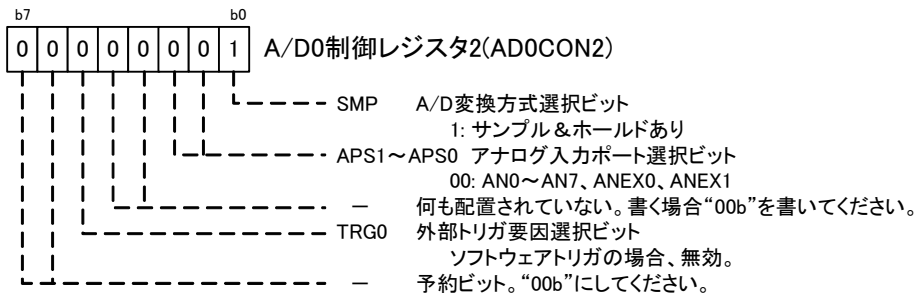 b7 b0
0 0 0 0 0 0 0 1 A/D0制御レジスタ2(AD0CON2)
SMP A/D変換方式選択ビット
1: サンプル&ホールドあり
APS1～APS0 アナログ入力ポート選択ビット
00: AN0～AN7、ANEX0、ANEX1
― 何も配置されていない。書く場合“00b”を書いてください。
TRG0 外部トリガ要因選択ビット
ソフトウェアトリガの場合、無効。
― 予約ビット。“00b”にしてください。